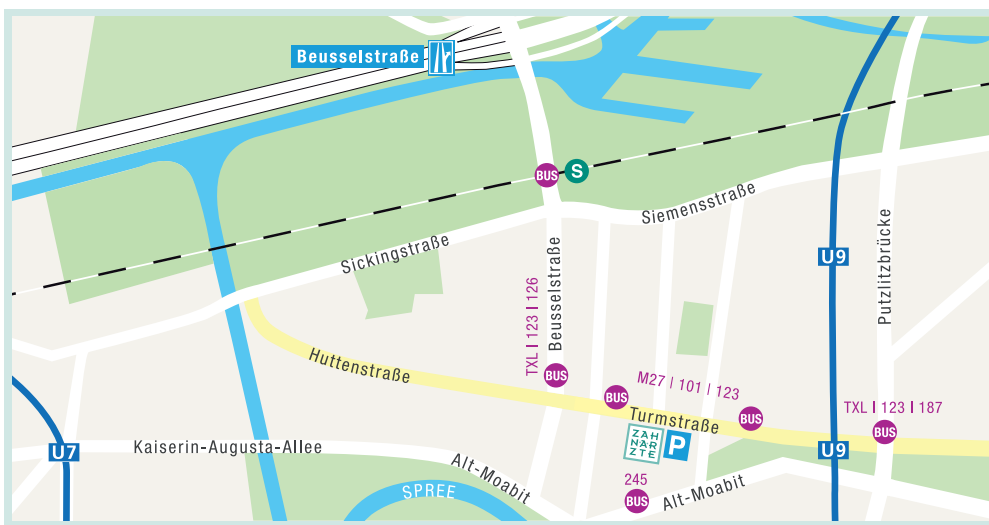 Beusselstraße
BUS
S
Siemensstraße
Sickingstraße
U9
Putzlitzbrücke
Beusselstraße
TXL I 123 I 126
Huttenstraße
BUS
M27 I 101 I 123
BUS
Turmstraße
BUS
TXL I 123 I 187
BUS
Kaiserin-Augusta-Allee
U7
ZAH
NÄR
ZTE
P
U9
Alt-Moabit
245
BUS
Alt-Moabit
SPREE